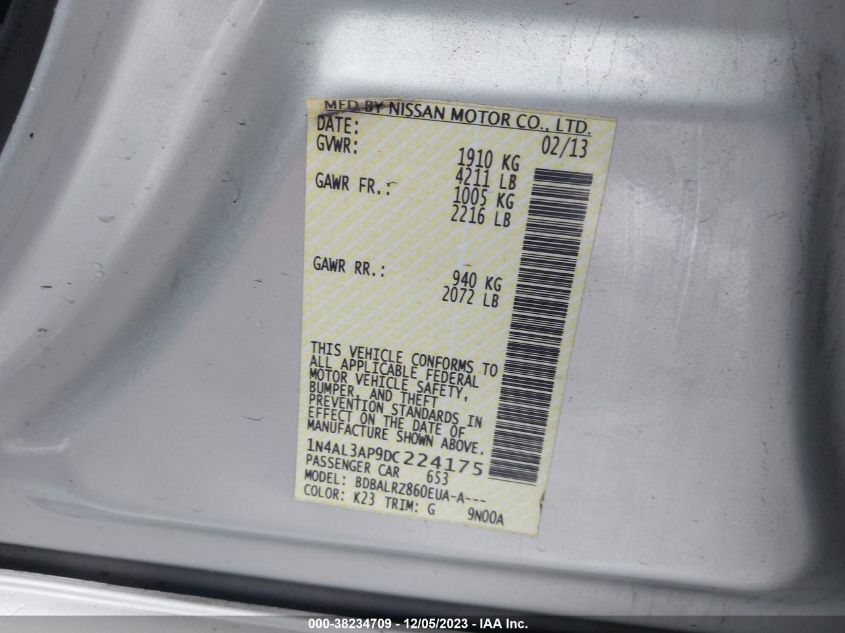 MFD BY NISSAN MOTOR CO., LTD.
DATE: 02/13
GVWR: 1910 KG
4211 LB
GAWR FR.: 1005 KG
2216 LB
GAWR RR.: 940 KG
2072 LB
THIS VEHICLE CONFORMS TO
ALL APPLICABLE FEDERAL
MOTOR VEHICLE SAFETY,
BUMPER, AND THEFT
PREVENTION STANDARDS IN
EFFECT ON THE DATE OF
MANUFACTURE SHOWN ABOVE.
1N4AL3AP9DC224175
PASSENGER CAR 653
MODEL: BDBALRZ860EUA-A---
COLOR: K23 TRIM: G 9N00A
000-38234709 - 12/05/2023 - IAA Inc.